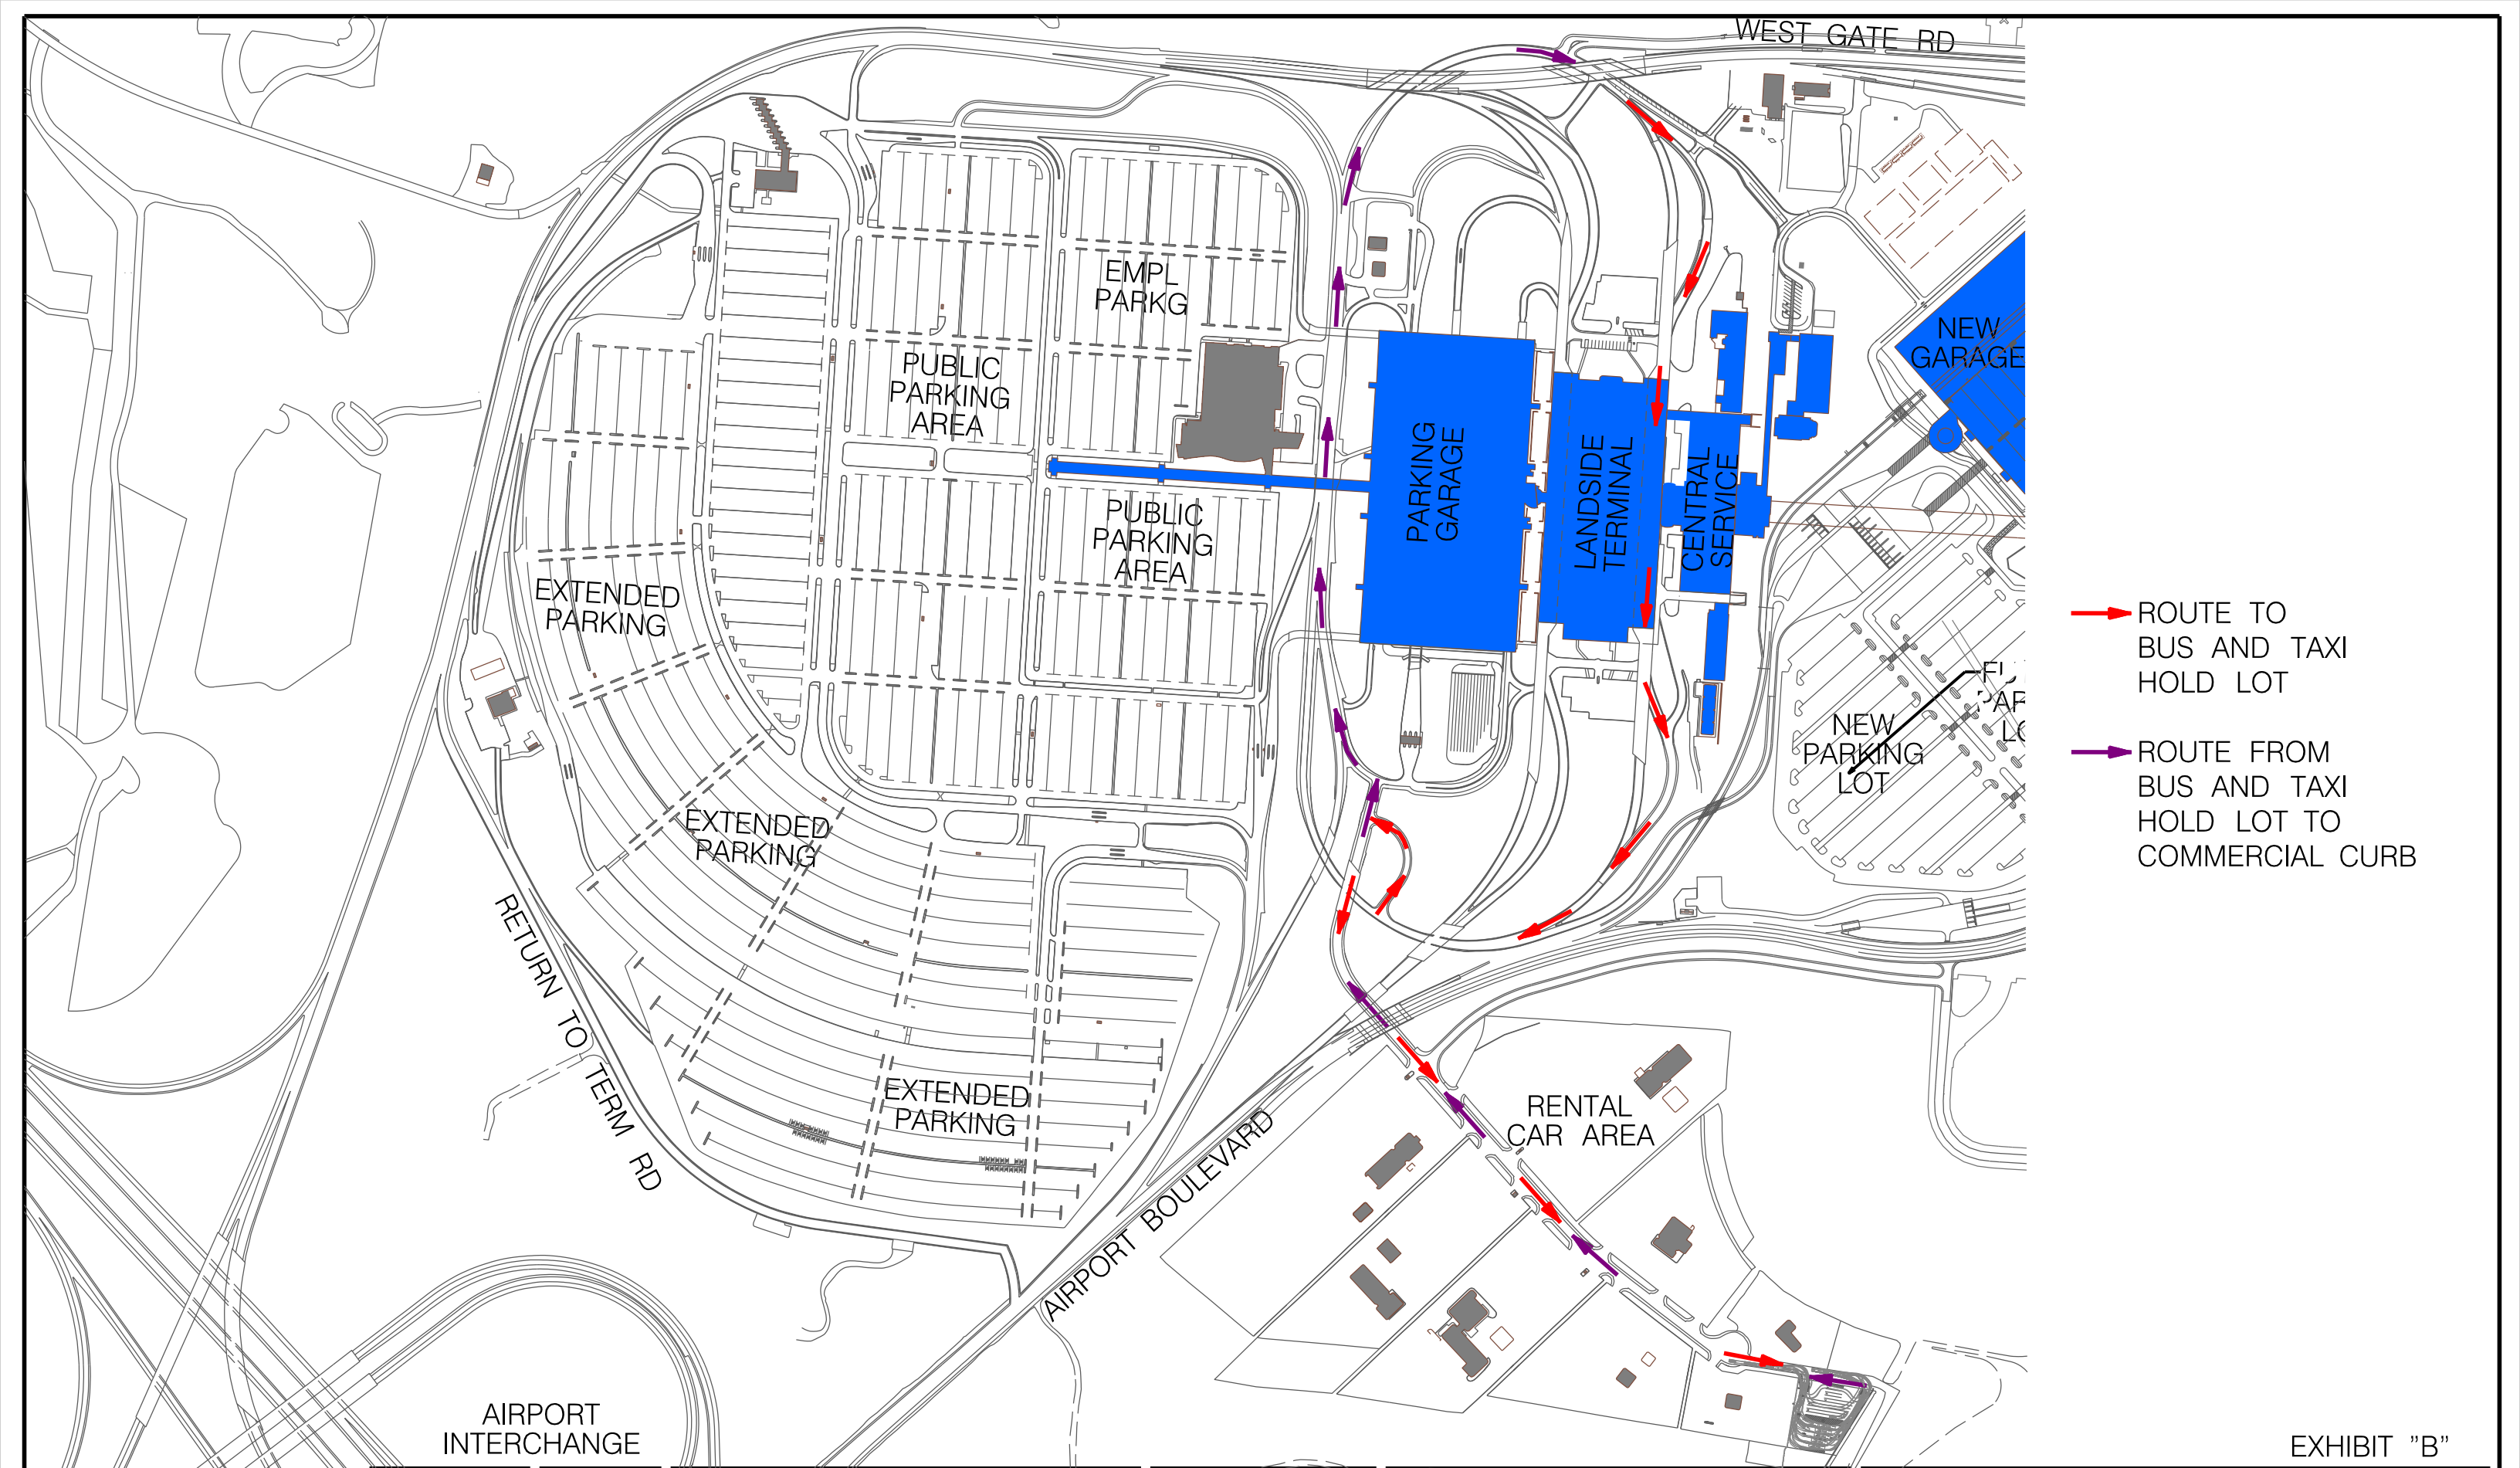 WEST GATE RD
EMPL
PARKG
PUBLIC
PARKING
AREA
NEW
GARAGE
PARKING
GARAGE
LANDSIDE
TERMINAL
CENTRAL
SERVICE
PUBLIC
PARKING
AREA
EXTENDED
PARKING
NEW
PARKING
LOT
EXTENDED
PARKING
RETURN TO TERM RD
EXTENDED
PARKING
RENTAL
CAR AREA
AIRPORT BOULEVARD
AIRPORT
INTERCHANGE
ROUTE TO
BUS AND TAXI
HOLD LOT
ROUTE FROM
BUS AND TAXI
HOLD LOT TO
COMMERCIAL CURB
EXHIBIT "B"